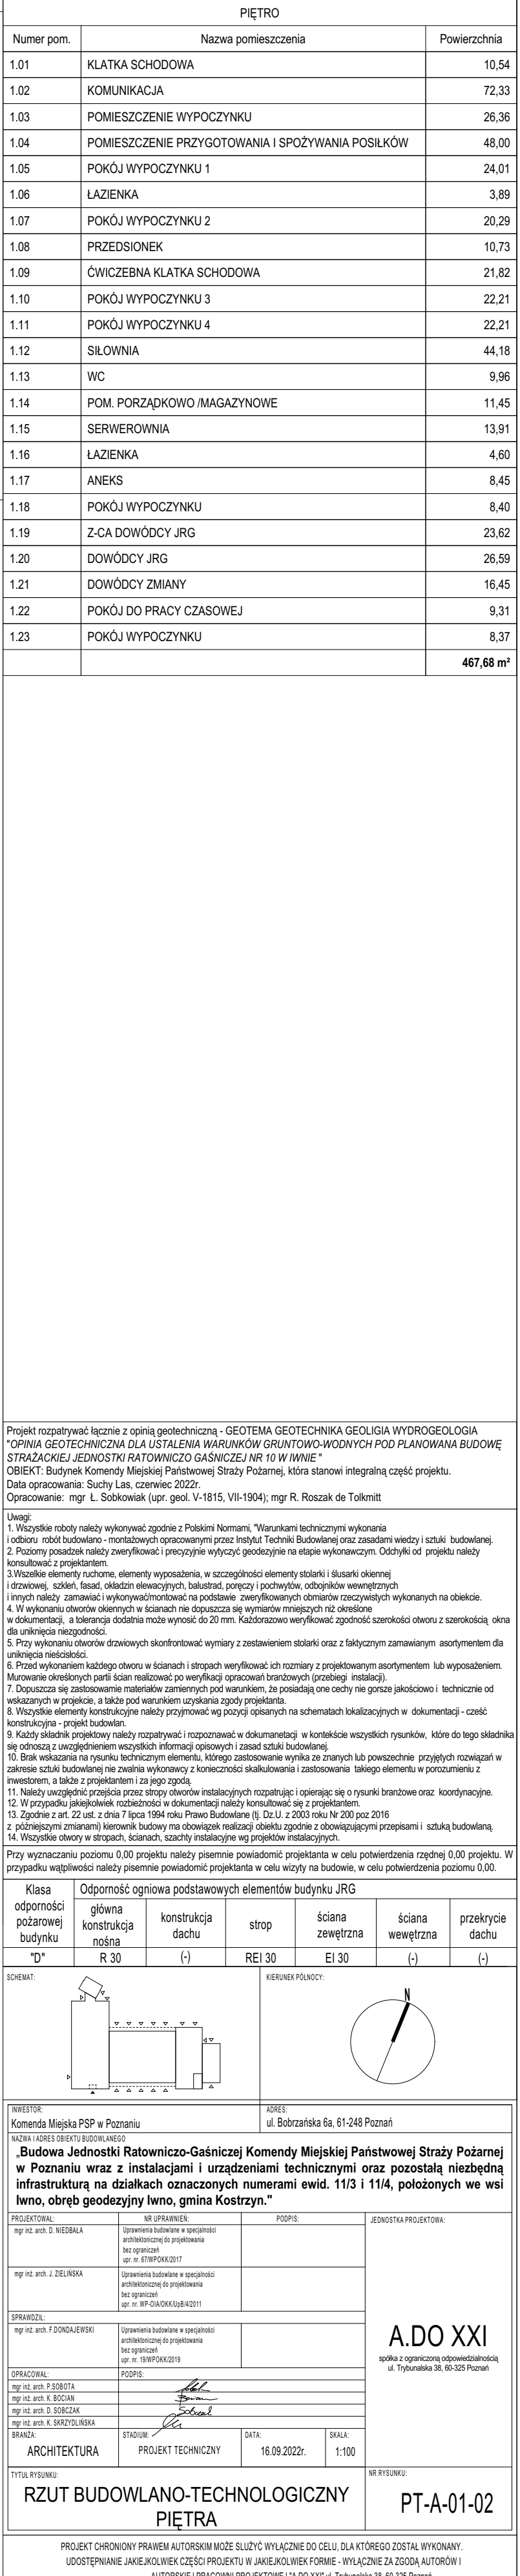 PIĘTRO
Numer pom. Nazwa pomieszczenia Powierzchnia
1.01 KLATKA SCHODOWA 10,54
1.02 KOMUNIKACJA 72,33
1.03 POMIESZCZENIE WYPOCZYNKU 26,36
1.04 POMIESZCZENIE PRZYGOTOWANIA I SPOŻYWANIA POSIŁKÓW 48,00
1.05 POKÓJ WYPOCZYNKU 1 24,01
1.06 ŁAZIENKA 3,89
1.07 POKÓJ WYPOCZYNKU 2 20,29
1.08 PRZEDSIONEK 10,73
1.09 ĆWICZEBNA KLATKA SCHODOWA 21,82
1.10 POKÓJ WYPOCZYNKU 3 22,21
1.11 POKÓJ WYPOCZYNKU 4 22,21
1.12 SIŁOWNIA 44,18
1.13 WC 9,96
1.14 POM. PORZĄDKOWO /MAGAZYNOWE 11,45
1.15 SERWEROWNIA 13,91
1.16 ŁAZIENKA 4,60
1.17 ANEKS 8,45
1.18 POKÓJ WYPOCZYNKU 8,40
1.19 Z-CA DOWÓDCY JRG 23,62
1.20 DOWÓDCY JRG 26,59
1.21 DOWÓDCY ZMIANY 16,45
1.22 POKÓJ DO PRACY CZASOWEJ 9,31
1.23 POKÓJ WYPOCZYNKU 8,37
467,68 m²
Projekt rozpatrywać łącznie z opinią geotechniczną - GEOTEMA GEOTECHNIKA GEOLIGIA WYDROGEOLOGIA
"OPINIA GEOTECHNICZNA DLA USTALENIA WARUNKÓW GRUNTOWO-WODNYCH POD PLANOWANA BUDOWĘ
STRAŻACKIEJ JEDNOSTKI RATOWNICZO GAŚNICZEJ NR 10 W IWNIE"
OBIEKT: Budynek Komendy Miejskiej Państwowej Straży Pożarnej, która stanowi integralną część projektu.
Data opracowania: Suchy Las, czerwiec 2022r.
Opracowanie: mgr Ł. Sobkowiak (upr. geol. V-1815, VII-1904); mgr R. Roszak de Tolkmitt
Uwagi:
1. Wszystkie roboty należy wykonywać zgodnie z Polskimi Normami, "Warunkami technicznymi wykonania
i odbioru robót budowlano - montażowych opracowanymi przez Instytut Techniki Budowlanej oraz zasadami wiedzy i sztuki budowlanej.
2. Poziomy posadzek należy zweryfikować i precyzyjnie wytyczyć geodezyjnie na etapie wykonawczym. Odchyłki od projektu należy
konsultować z projektantem.
3.Wszelkie elementy ruchome, elementy wyposażenia, w szczególności elementy stolarki i ślusarki okiennej
i drzwiowej, szkleń, fasad, okładzin elewacyjnych, balustrad, poręczy i pochwytów, odbojników wewnętrznych
i innych należy zamawiać i wykonywać/montować na podstawie zweryfikowanych obmiarów rzeczywistych wykonanych na obiekcie.
4. W wykonaniu otworów okiennych w ścianach nie dopuszcza się wymiarów mniejszych niż określone
w dokumentacji, a tolerancja dodatnia może wynosić do 20 mm. Każdorazowo weryfikować zgodność szerokości otworu z szerokością okna
dla uniknięcia niezgodności.
5. Przy wykonaniu otworów drzwiowych skonfrontować wymiary z zestawieniem stolarki oraz z faktycznym zamawianym asortymentem dla
uniknięcia nieścisłości.
6. Przed wykonaniem każdego otworu w ścianach i stropach weryfikować ich rozmiary z projektowanym asortymentem lub wyposażeniem.
Murowanie określonych partii ścian realizować po weryfikacji opracowań branżowych (przebiegi instalacji).
7. Dopuszcza się zastosowanie materiałów zamiennych pod warunkiem, że posiadają one cechy nie gorsze jakościowo i technicznie od
wskazanych w projekcie, a także pod warunkiem uzyskania zgody projektanta.
8. Wszystkie elementy konstrukcyjne należy przyjmować wg pozycji opisanych na schematach lokalizacyjnych w dokumentacji - cześć
konstrukcyjna - projekt budowlan.
9. Każdy składnik projektowy należy rozpatrywać i rozpoznawać w dokumanetacji w kontekście wszystkich rysunków, które do tego składnika
się odnoszą z uwzględnieniem wszystkich informacji opisowych i zasad sztuki budowlanej.
10. Brak wskazania na rysunku technicznym elementu, którego zastosowanie wynika ze znanych lub powszechnie przyjętych rozwiązań w
zakresie sztuki budowlanej nie zwalnia wykonawcy z konieczności skalkulowania i zastosowania takiego elementu w porozumieniu z
inwestorem, a także z projektantem i za jego zgodą.
11. Należy uwzględnić przejścia przez stropy otworów instalacyjnych rozpatrując i opierając się o rysunki branżowe oraz koordynacyjne.
12. W przypadku jakiejkolwiek rozbieżności w dokumentacji należy konsultować się z projektantem.
13. Zgodnie z art. 22 ust. z dnia 7 lipca 1994 roku Prawo Budowlane (tj. Dz.U. z 2003 roku Nr 200 poz 2016
z późniejszymi zmianami) kierownik budowy ma obowiązek realizacji obiektu zgodnie z obowiązującymi przepisami i sztuką budowlaną.
14. Wszystkie otwory w stropach, ścianach, szachty instalacyjne wg projektów instalacyjnych.
Przy wyznaczaniu poziomu 0,00 projektu należy pisemnie powiadomić projektanta w celu potwierdzenia rzędnej 0,00 projektu. W
przypadku wątpliwości należy pisemnie powiadomić projektanta w celu wizyty na budowie, w celu potwierdzenia poziomu 0,00.
Klasa odporności pożarowej budynku
Odporność ogniowa podstawowych elementów budynku JRG
główna konstrukcja nośna
konstrukcja dachu
strop
ściana zewętrzna
ściana wewętrzna
przekrycie dachu
"D" R 30 (-) REI 30 EI 30 (-) (-)
SCHEMAT: KIERUNEK PÓŁNOCY:
N
INWESTOR: ADRES:
Komenda Miejska PSP w Poznaniu ul. Bobrzańska 6a, 61-248 Poznań
NAZWA I ADRES OBIEKTU BUDOWLANEGO
„Budowa Jednostki Ratowniczo-Gaśniczej Komendy Miejskiej Państwowej Straży Pożarnej
w Poznaniu wraz z instalacjami i urządzeniami technicznymi oraz pozostałą niezbędną
infrastrukturą na działkach oznaczonych numerami ewid. 11/3 i 11/4, położonych we wsi
Iwno, obręb geodezyjny Iwno, gmina Kostrzyn."
PROJEKTOWAŁ: NR UPRAWNIEŃ: PODPIS: JEDNOSTKA PROJEKTOWA:
mgr inż. arch. D. NIEDBAŁA
Uprawnienia budowlane w specjalności
architektonicznej do projektowania
bez ograniczeń
upr. nr. 67/WPOKK/2017
mgr inż. arch. J. ZIELIŃSKA
Uprawnienia budowlane w specjalności
architektonicznej do projektowania
bez ograniczeń
upr. nr. WP-OIA/OKK/UpB/4/2011
SPRAWDZIŁ:
mgr inż. arch. F.DONDAJEWSKI
Uprawnienia budowlane w specjalności
architektonicznej do projektowania
bez ograniczeń
upr. nr. 19/WPOKK/2019
A.DO XXI
spółka z ograniczoną odpowiedzialnością
ul. Trybunalska 38, 60-325 Poznań
OPRACOWAŁ: PODPIS:
mgr inż. arch. P.SOBOTA
mgr inż. arch. K. BOCIAN Bocian
mgr inż. arch. D. SOBCZAK Sobczak
mgr inż. arch. K. SKRZYDLIŃSKA
BRANŻA: STADIUM: DATA: SKALA:
ARCHITEKTURA PROJEKT TECHNICZNY 16.09.2022r. 1:100
TYTUŁ RYSUNKU: NR RYSUNKU:
RZUT BUDOWLANO-TECHNOLOGICZNY
PIĘTRA
PT-A-01-02
PROJEKT CHRONIONY PRAWEM AUTORSKIM MOŻE SŁUŻYĆ WYŁĄCZNIE DO CELU, DLA KTÓREGO ZOSTAŁ WYKONANY.
UDOSTĘPNIANIE JAKIEJKOLWIEK CZĘŚCI PROJEKTU W JAKIEJKOLWIEK FORMIE - WYŁĄCZNIE ZA ZGODĄ AUTORÓW I
AUTORSKIEJ PRACOWNI PROJEKTOWEJ "A.DO XXI" ul. Trybunalska 38, 60-325 Poznań